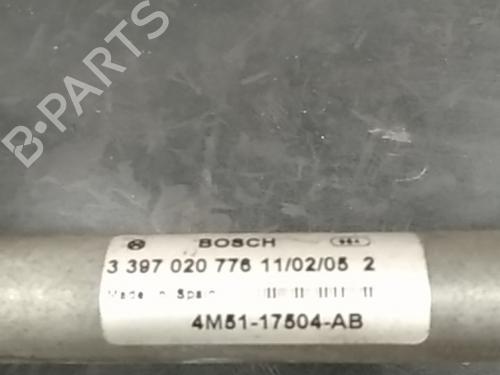 B-PARTS
BOSCH
3 397 020 776 11/02/05 2
Made in Spain
4M51-17504-AB